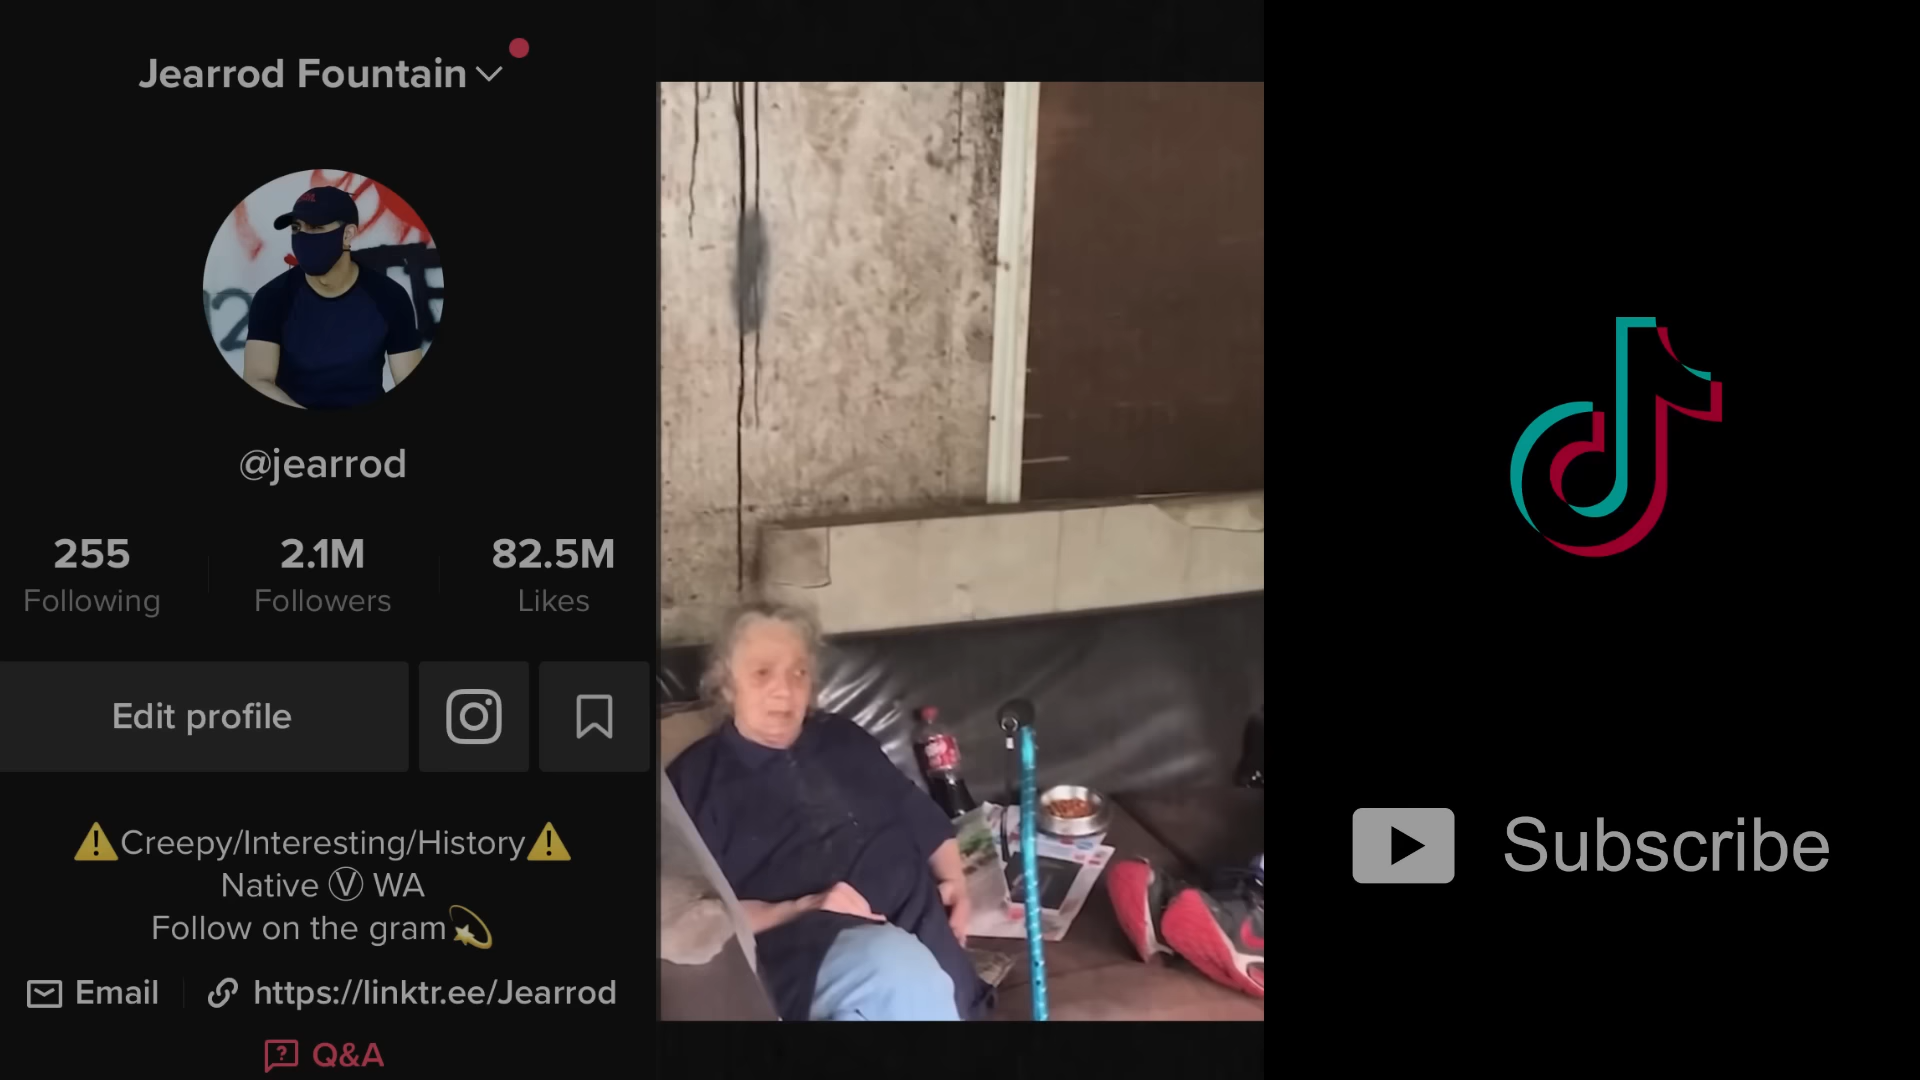 Jearrod Fountain
@jearrod
255
Following
2.1M
Followers
82.5M
Likes
Edit profile
⚠️Creepy/Interesting/History⚠️
Native Ⓥ WA
Follow on the gram💫
Email
https://linktr.ee/Jearrod
Q&A
Subscribe